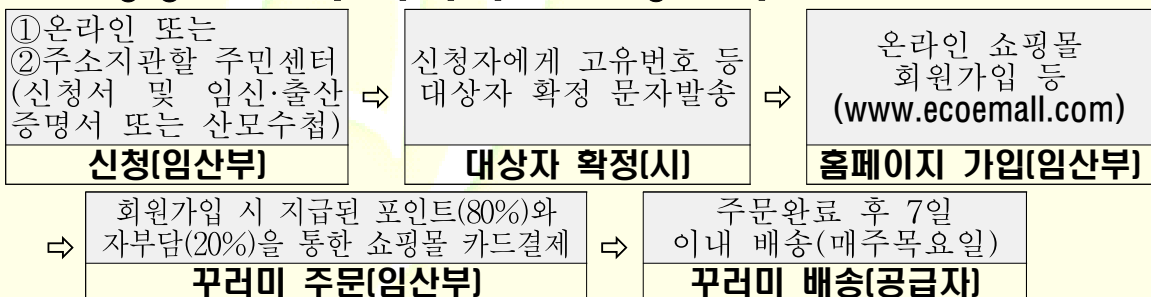 ①온라인 또는
②주소지관할 주민센터
(신청서 및 임신·출산
증명서 또는 산모수첩)
신청(임산부)
⇨
신청자에게 고유번호 등
대상자 확정 문자발송
대상자 확정(시)
⇨
온라인 쇼핑몰
회원가입 등
(www.ecoemall.com)
홈페이지 가입(임산부)
⇨
회원가입 시 지급된 포인트(80%)와
자부담(20%)을 통한 쇼핑몰 카드결제
꾸러미 주문(임산부)
⇨
주문완료 후 7일
이내 배송(매주목요일)
꾸러미 배송(공급자)